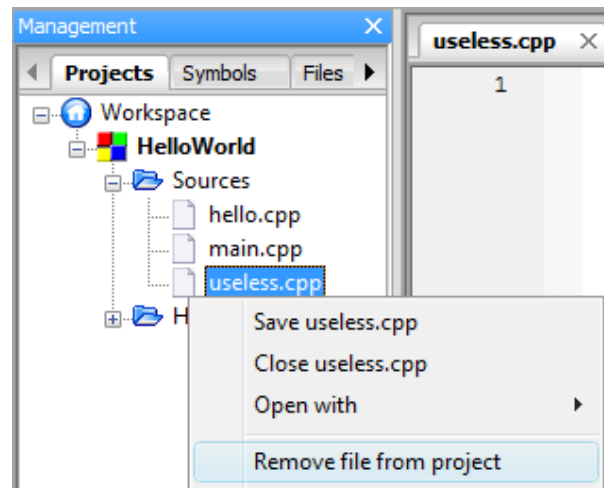 Management
useless.cpp
Projects Symbols Files
1
Workspace
HelloWorld
Sources
hello.cpp
main.cpp
useless.cpp
H
Save useless.cpp
Close useless.cpp
Open with
Remove file from project